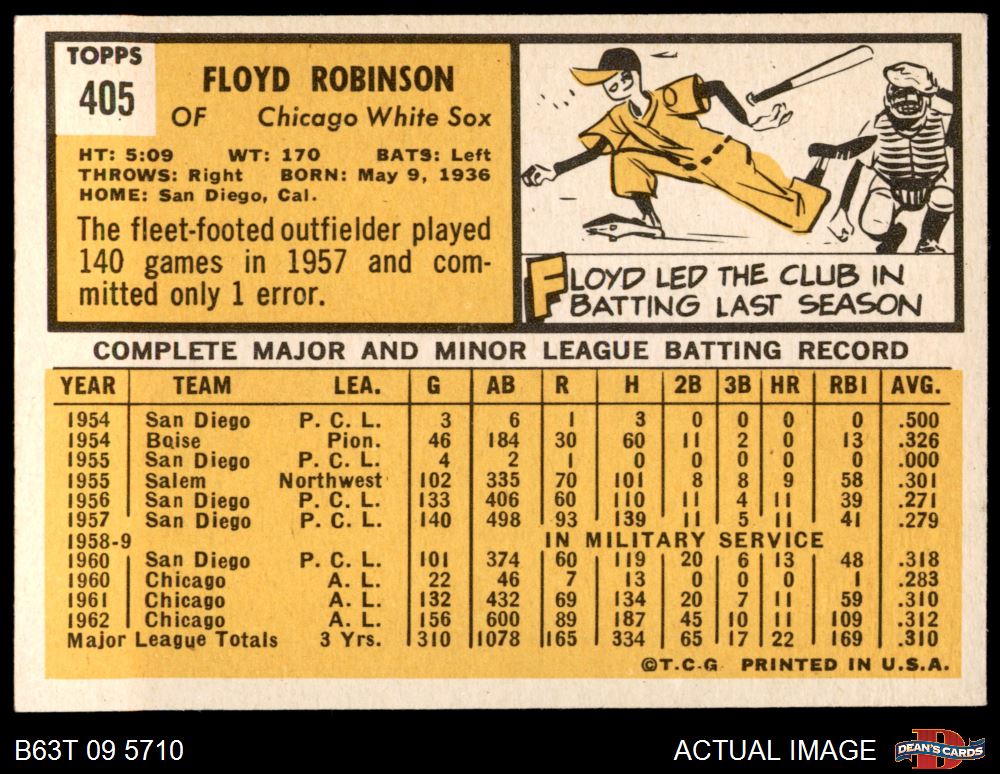 TOPPS
405
FLOYD ROBINSON
OF Chicago White Sox
HT: 5:09 WT: 170 BATS: Left
THROWS: Right BORN: May 9, 1936
HOME: San Diego, Cal.
The fleet-footed outfielder played
140 games in 1957 and com-
mitted only 1 error.
FLOYD LED THE CLUB IN
BATTING LAST SEASON
COMPLETE MAJOR AND MINOR LEAGUE BATTING RECORD
YEAR TEAM LEA. G AB R H 2B 3B HR RBI AVG.
1954 San Diego P. C. L. 3 6 1 3 0 0 0 0 .500
1954 Boise Pion. 46 184 30 60 11 2 0 13 .326
1955 San Diego P. C. L. 4 2 1 0 0 0 0 0 .000
1955 Salem Northwest 102 335 70 101 8 8 9 58 .301
1956 San Diego P. C. L. 133 406 60 110 11 4 11 39 .271
1957 San Diego P. C. L. 140 498 93 139 11 5 11 41 .279
1958-9 IN MILITARY SERVICE
1960 San Diego P. C. L. 101 374 60 119 20 6 13 48 .318
1960 Chicago A. L. 22 46 7 13 0 0 0 1 .283
1961 Chicago A. L. 132 432 69 134 20 7 11 59 .310
1962 Chicago A. L. 156 600 89 187 45 10 11 109 .312
Major League Totals 3 Yrs. 310 1078 165 334 65 17 22 169 .310
©T.C.G. PRINTED IN U.S.A.
B63T 09 5710 ACTUAL IMAGE
D
DEAN'S CARDS